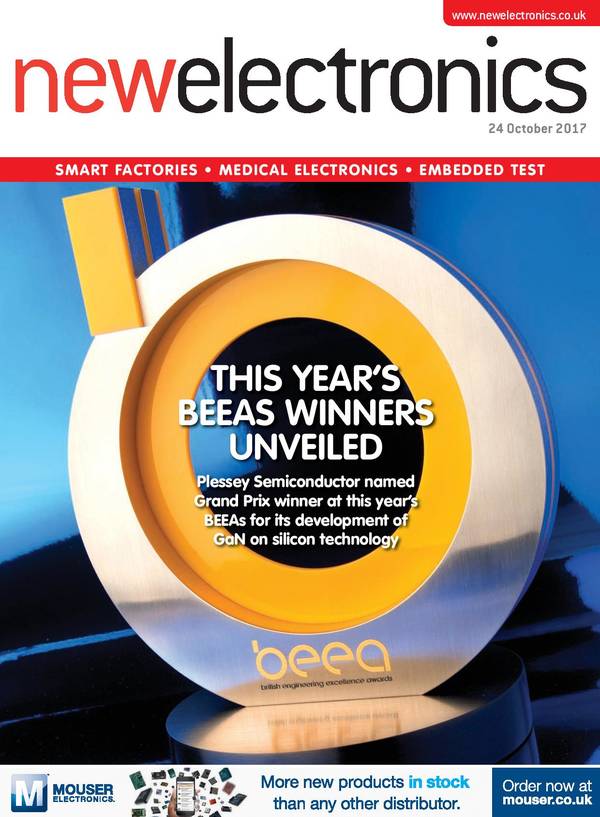 www.newelectronics.co.uk
newelectronics
24 October 2017
SMART FACTORIES • MEDICAL ELECTRONICS • EMBEDDED TEST
THIS YEAR'S
BEEAS WINNERS
UNVEILED
Plessey Semiconductor named
Grand Prix winner at this year's
BEEAs for its development of
GaN on silicon technology
beea
british engineering excellence awards
M MOUSER
ELECTRONICS.
More new products in stock
than any other distributor.
Order now at
mouser.co.uk